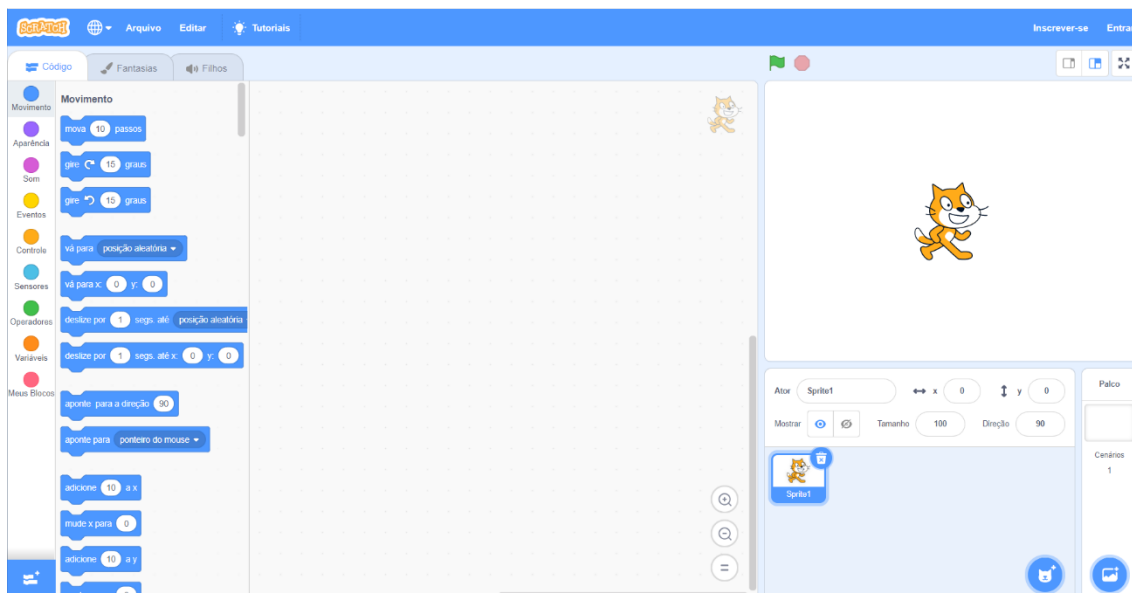 SCRATCH Arquivo Editar Tutoriais Inscrever-se Entra
Código Fantasias Filhos
Movimento
Aparência
Som
Eventos
Controle
Sensores
Operadores
Variáveis
Meus Blocos
Movimento
mova 10 passos
gire 15 graus
gire 15 graus
vá para posição aleatória
vá para x: 0 y: 0
deslize por 1 segs. até posição aleatória
deslize por 1 segs. até x: 0 y: 0
aponte para a direção 90
aponte para ponteiro do mouse
adicione 10 a x
mude x para 0
adicione 10 a y
Ator Sprite1 x 0 y 0
Mostrar Tamanho 100 Direção 90
Sprite1
Palco
Cenários
1